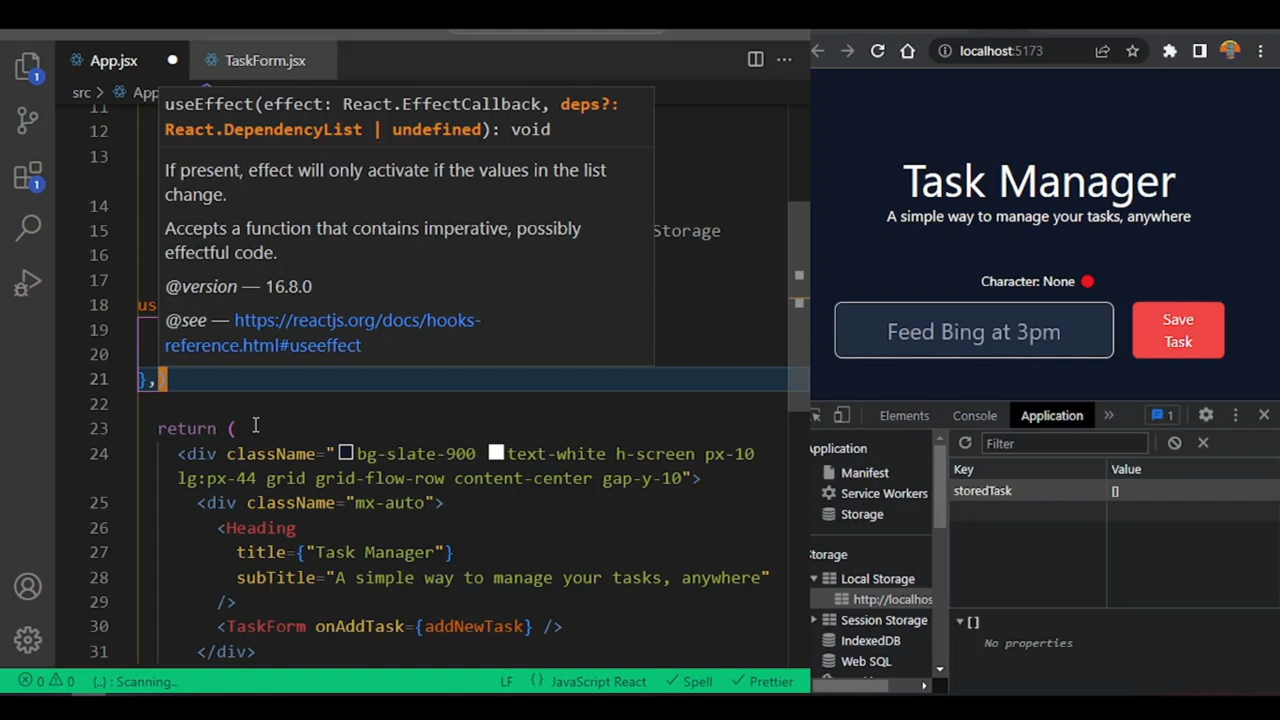 App.jsx
TaskForm.jsx
src > App
useEffect(effect: React.EffectCallback, deps?:
React.DependencyList | undefined): void
If present, effect will only activate if the values in the list
change.
Accepts a function that contains imperative, possibly
effectful code.
@version — 16.8.0
@see — https://reactjs.org/docs/hooks-
reference.html#useeffect
11
12
13
14
15 Storage
16
17
18 us
19
20
21 },)
22
23 return (
24 <div className="bg-slate-900 text-white h-screen px-10
lg:px-44 grid grid-flow-row content-center gap-y-10">
25 <div className="mx-auto">
26 <Heading
27 title={"Task Manager"}
28 subTitle="A simple way to manage your tasks, anywhere"
29 />
30 <TaskForm onAddTask={addNewTask} />
31 </div>
1
1
0 0 {..} : Scanning.. LF {} JavaScript React Spell Prettier
localhost:5173
Task Manager
A simple way to manage your tasks, anywhere
Character: None
Feed Bing at 3pm
Save
Task
Elements Console Application » 1
Application
Manifest
Service Workers
Storage
Storage
Local Storage
http://localhos
Session Storage
IndexedDB
Web SQL
Filter
Key Value
storedTask []
[]
No properties